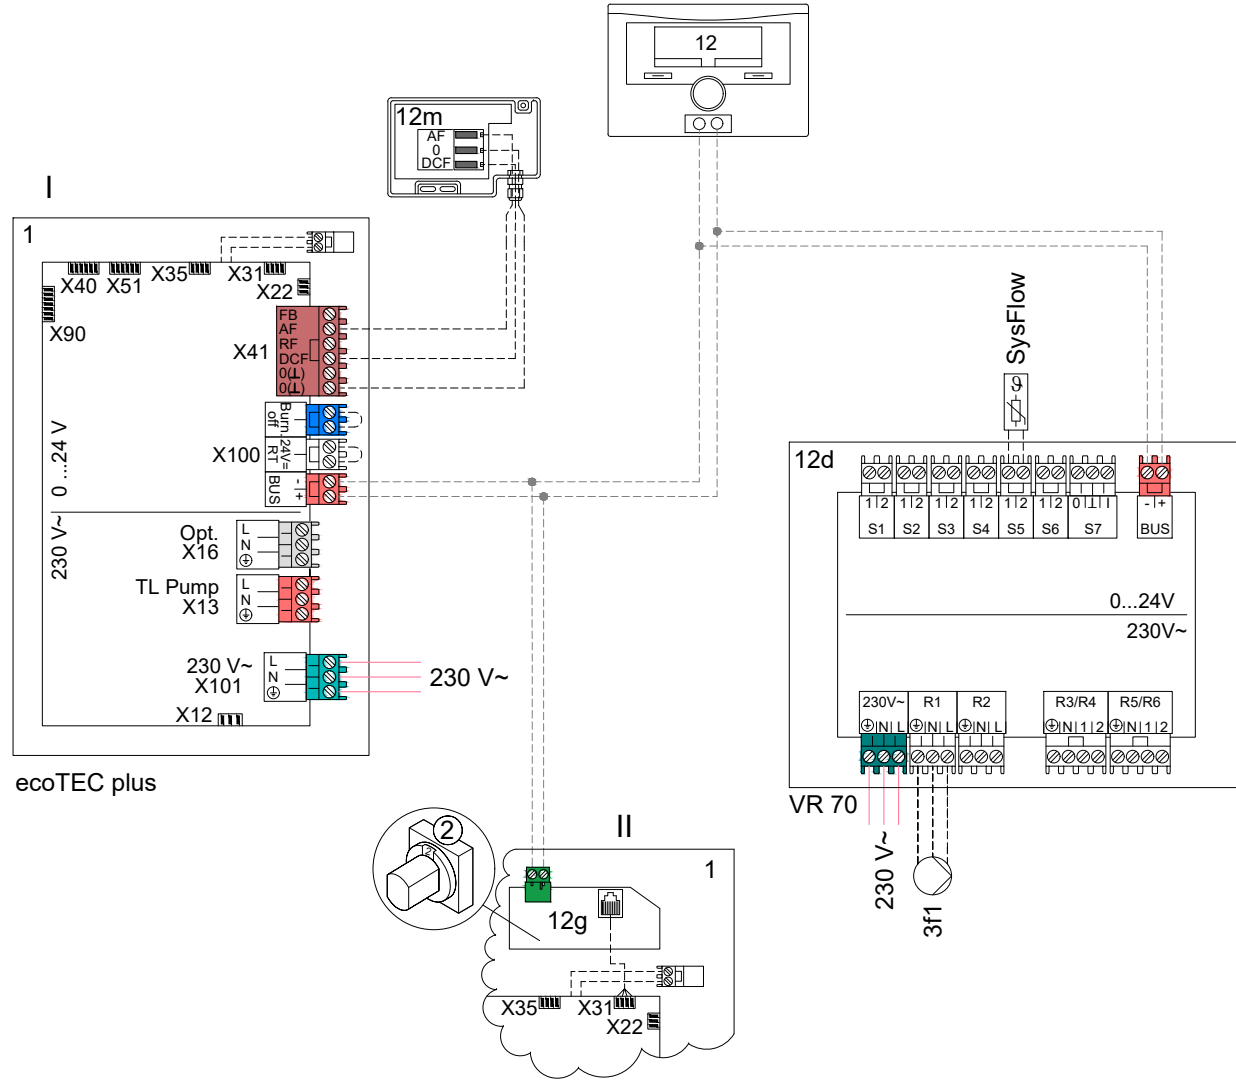 12
12m
AF
0
DCF
I
1
X40
X51
X35
X31
X22
X90
FB
AF
RF
DCF
0(⊥)
0(⊥)
X41
Burn.
off
24V=
RT
X100
BUS
-
+
0 ...24 V
230 V~
Opt.
X16
L
N
TL Pump
X13
L
N
230 V~
X101
L
N
230 V~
X12
ecoTEC plus
SysFlow
ϑ
12d
1|2
1|2
1|2
1|2
1|2
1|2
0|⊥|
-|+
S1
S2
S3
S4
S5
S6
S7
BUS
0...24V
230V~
230V~
R1
R2
R3/R4
R5/R6
|N|L
|N|L
|N|L
|N|1|2
|N|1|2
VR 70
230 V~
3f1
II
2
2
1
12g
X35
X31
X22